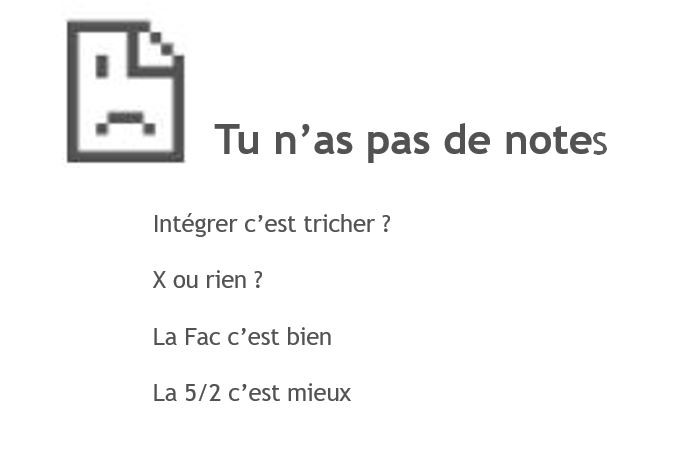 Tu n’as pas de notes
Intégrer c’est tricher ?
X ou rien ?
La Fac c’est bien
La 5/2 c’est mieux